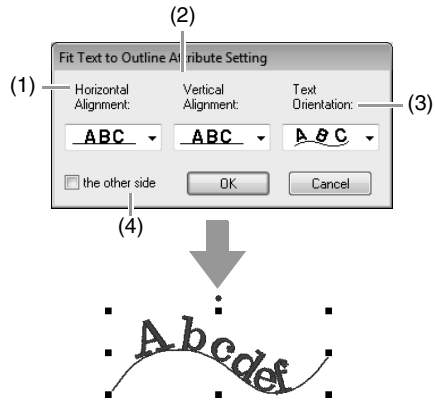 (2)
Fit Text to Outline Attribute Setting
(1) Horizontal Alignment: Vertical Alignment: Text Orientation: (3)
ABC ABC ABC
the other side OK Cancel
(4)
Abcdef